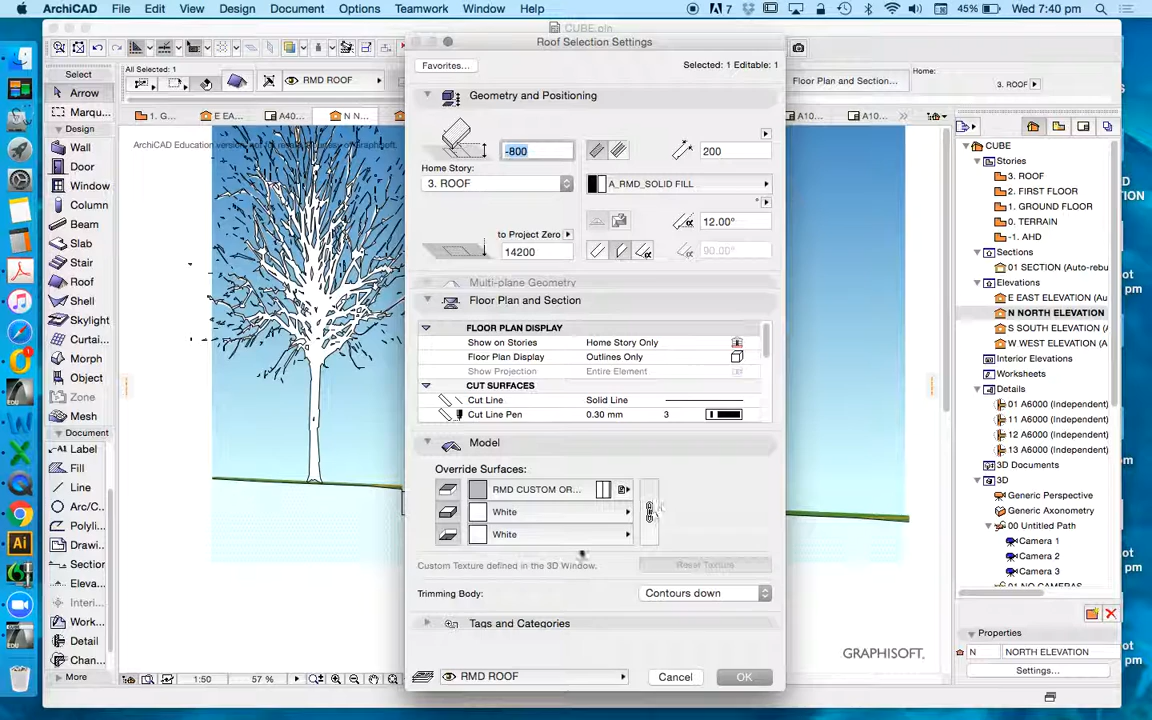 ArchiCAD File Edit View Design Document Options Teamwork Window Help 7 45% Wed 7:40 pm
CUBE.pln
Roof Selection Settings
Favorites... Selected: 1 Editable: 1
Select
All Selected: 1
Home:
Arrow
RMD ROOF
Floor Plan and Section...
3. ROOF
Marqu...
Design
Wall
Door
Window
Column
Beam
Slab
Stair
Roof
Shell
Skylight
Curtai...
Morph
Object
Zone
Mesh
Document
Label
Fill
Line
Arc/C...
Polyli...
Drawi...
Section
Eleva...
Interi...
Work...
Detail
Chan...
More
1. G...
E EA...
A40...
N N...
A10...
A10...
Geometry and Positioning
-800
200
Home Story:
3. ROOF
A_RMD_SOLID FILL
12.00°
to Project Zero
14200
90.00°
Multi-plane Geometry
Floor Plan and Section
FLOOR PLAN DISPLAY
Show on Stories Home Story Only
Floor Plan Display Outlines Only
Show Projection Entire Element
CUT SURFACES
Cut Line Solid Line
Cut Line Pen 0.30 mm 3
Model
Override Surfaces:
RMD CUSTOM OR...
White
White
Custom Texture defined in the 3D Window.
Reset Texture
Trimming Body: Contours down
Tags and Categories
RMD ROOF
Cancel
OK
GRAPHISOFT.
1:50 57 %
CUBE
Stories
3. ROOF
2. FIRST FLOOR
1. GROUND FLOOR
0. TERRAIN
-1. AHD
Sections
01 SECTION (Auto-rebu
Elevations
E EAST ELEVATION (Au
N NORTH ELEVATION
S SOUTH ELEVATION (
W WEST ELEVATION (A
Interior Elevations
Worksheets
Details
01 A6000 (Independent)
11 A6000 (Independent)
12 A6000 (Independent)
13 A6000 (Independent)
3D Documents
3D
Generic Perspective
Generic Axonometry
00 Untitled Path
Camera 1
Camera 2
Camera 3
Properties
N NORTH ELEVATION
Settings...